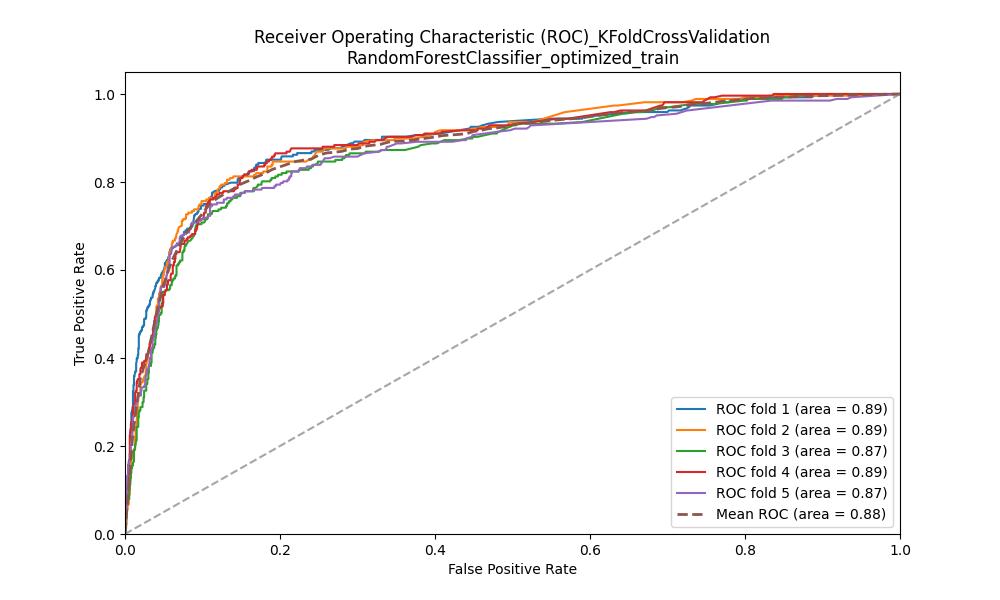 Receiver Operating Characteristic (ROC)_KFoldCrossValidation
RandomForestClassifier_optimized_train
True Positive Rate
1.0
0.8
0.6
0.4
0.2
0.0
0.0 0.2 0.4 0.6 0.8 1.0
False Positive Rate
ROC fold 1 (area = 0.89)
ROC fold 2 (area = 0.89)
ROC fold 3 (area = 0.87)
ROC fold 4 (area = 0.89)
ROC fold 5 (area = 0.87)
Mean ROC (area = 0.88)